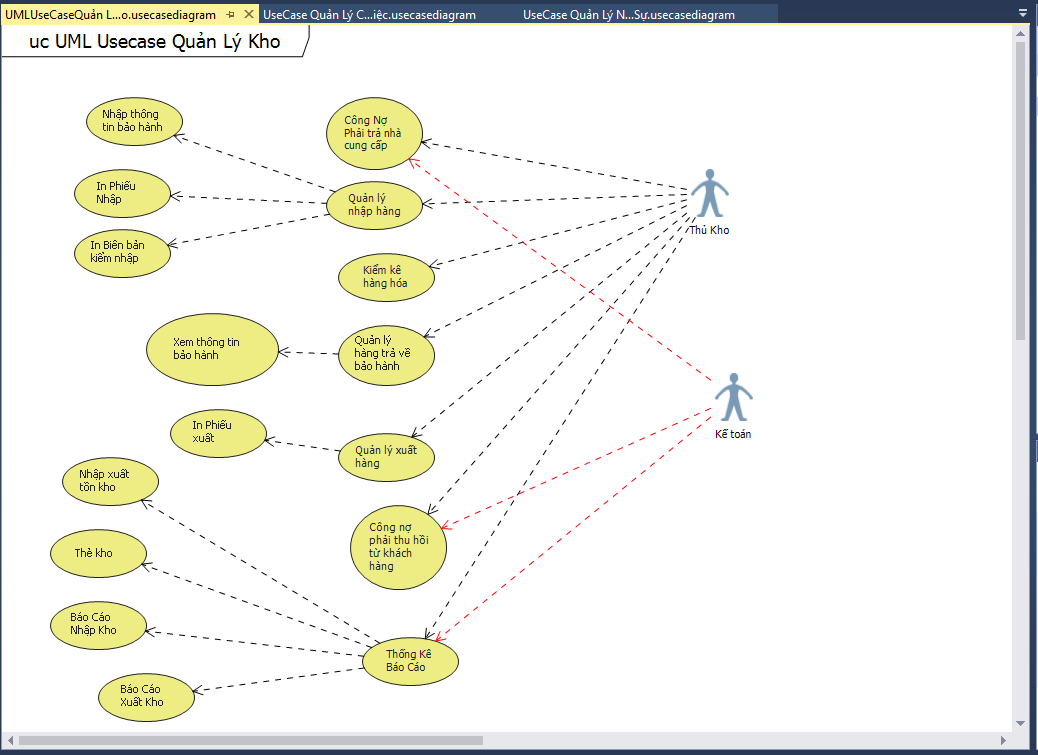 UMLUseCaseQuản L...o.usecasediagram
UseCase Quản Lý C...iệc.usecasediagram
UseCase Quản Lý N...Sự.usecasediagram
uc UML Usecase Quản Lý Kho
Nhập thông
tin bảo hành
In Phiếu
Nhập
In Biên bản
kiểm nhập
Công Nợ
Phải trả nhà
cung cấp
Quản lý
nhập hàng
Kiểm kê
hàng hóa
Thủ Kho
Xem thông tin
bảo hành
Quản lý
hàng trả về
bảo hành
In Phiếu
xuất
Quản lý xuất
hàng
Kế toán
Nhập xuất
tồn kho
Thẻ kho
Công nợ
phải thu hồi
từ khách
hàng
Báo Cáo
Nhập Kho
Thống Kê
Báo Cáo
Báo Cáo
Xuất Kho